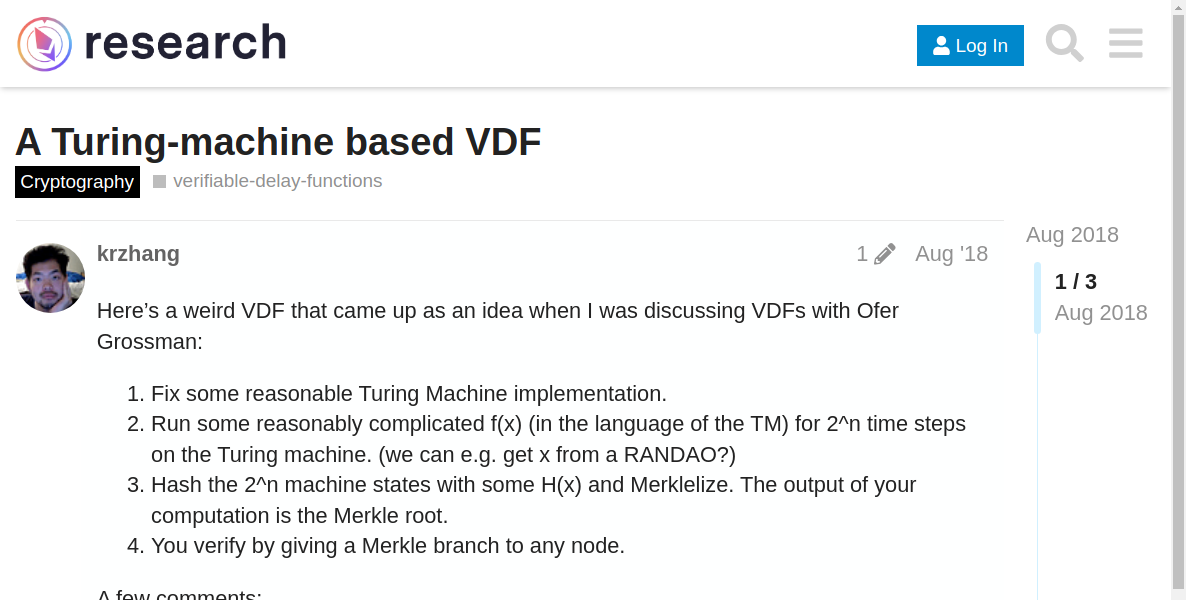 research
Log In
A Turing-machine based VDF
Cryptography
verifiable-delay-functions
krzhang
1
Aug '18
Here’s a weird VDF that came up as an idea when I was discussing VDFs with Ofer
Grossman:
1. Fix some reasonable Turing Machine implementation.
2. Run some reasonably complicated f(x) (in the language of the TM) for 2^n time steps
on the Turing machine. (we can e.g. get x from a RANDAO?)
3. Hash the 2^n machine states with some H(x) and Merklelize. The output of your
computation is the Merkle root.
4. You verify by giving a Merkle branch to any node.
A few comments:
Aug 2018
1 / 3
Aug 2018